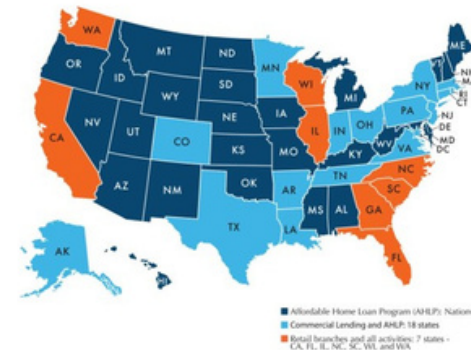 WA
MT
ND
MN
ME
OR
ID
SD
WI
MI
NY
WY
IA
NE
PA
IL
IN
OH
NJ
DE
MD
DC
NV
UT
CO
KS
MO
KY
WV
VA
CA
AZ
NM
OK
AR
TN
NC
SC
TX
LA
MS
AL
GA
FL
AK
HI
RI
CT
Affordable Home Loan Program (AHLP): Nation
Commercial Lending and AHLP: 18 states
Retail branches and all activities: 7 states -
CA, FL, IL, NC, SC, WI, and WA